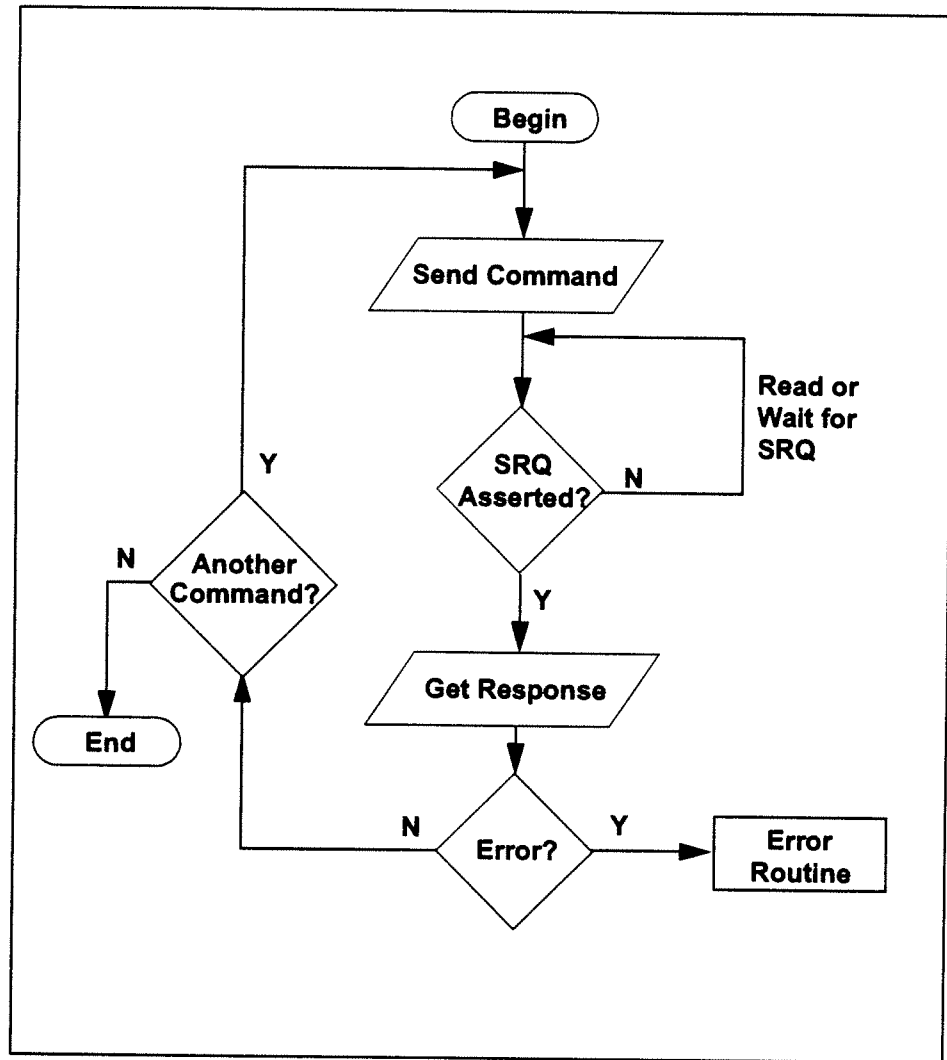 Begin
Send Command
Read or
Wait for
SRQ
SRQ
Asserted?
N
Y
Y
N
Another
Command?
Get Response
End
N
Y
Error?
Error
Routine